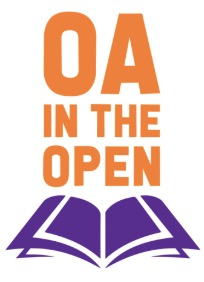 OA
IN THE
OPEN